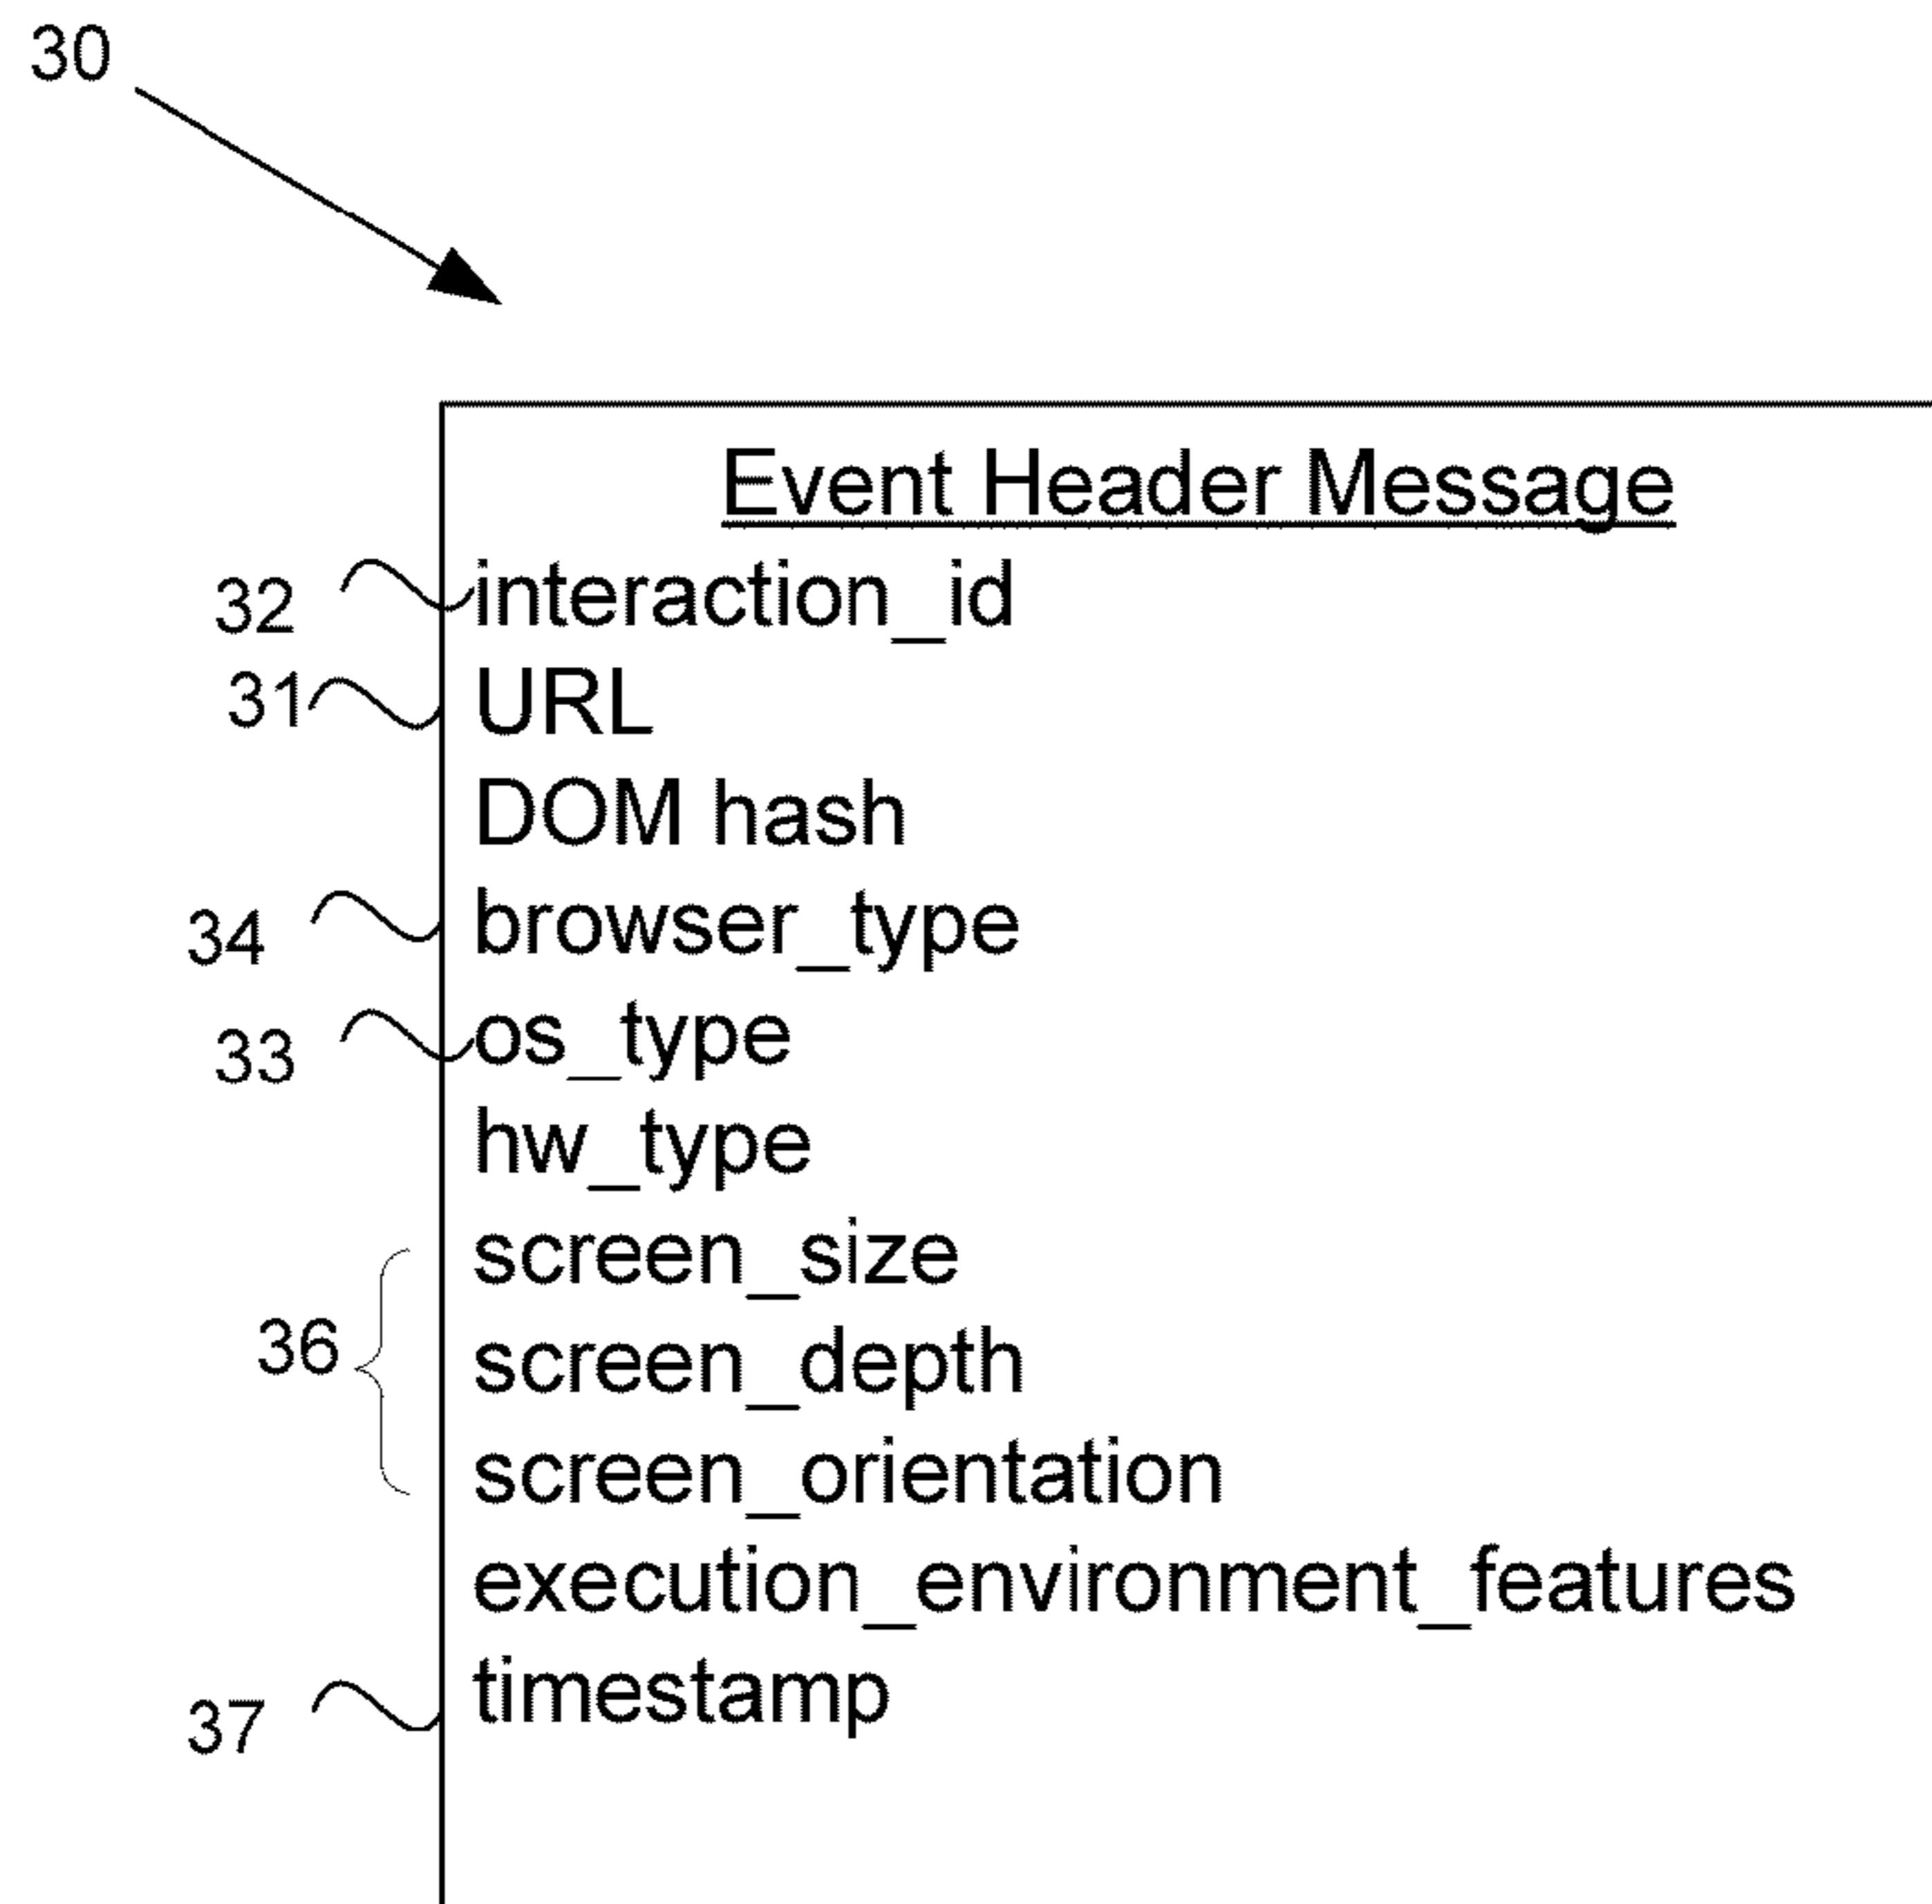 30
Event Header Message
32 interaction_id
31 URL
DOM hash
34 browser_type
33 os_type
hw_type
screen_size
36 screen_depth
screen_orientation
execution_environment_features
37 timestamp